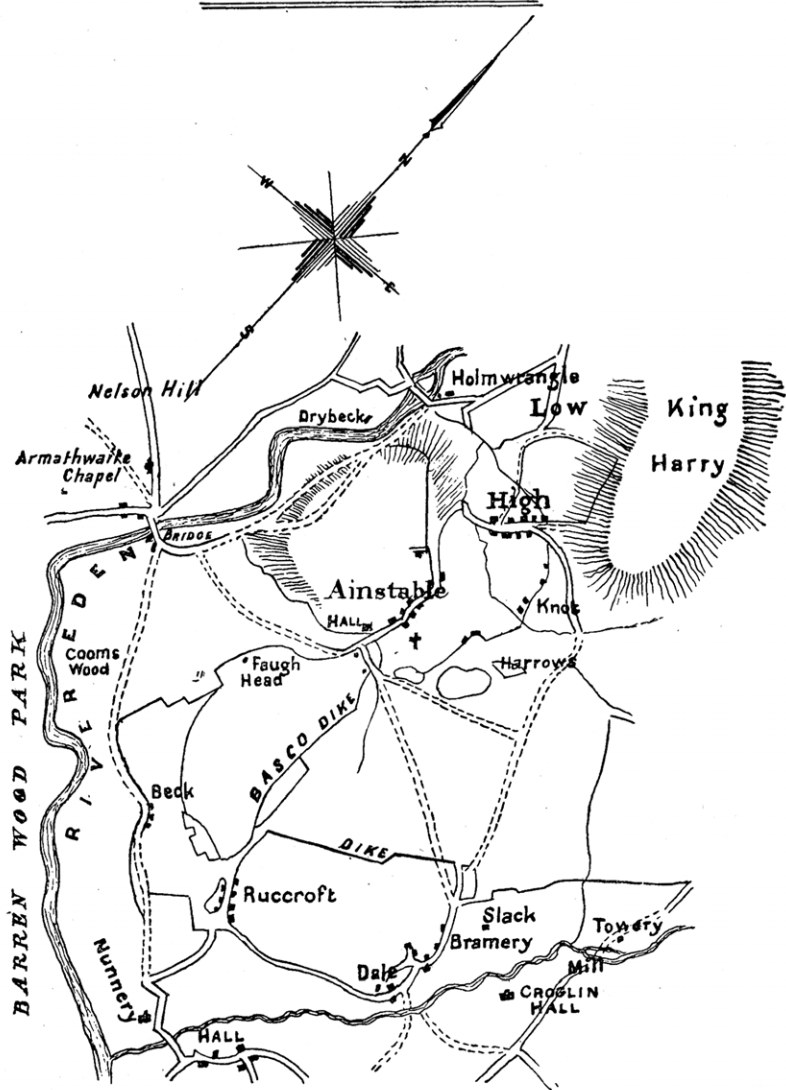 N
W
E
S
Nelson Hill
Holmwrangle
Low
King
Harry
Drybeck
Armathwaite
Chapel
High
BRIDGE
RIVER EDEN
Ainstable
HALL
Knot
Cooms
Wood
Faugh
Head
Harrows
BARREN WOOD PARK
BASCO DIKE
Beck
DIKE
Ruccroft
Slack
Bramery
Towery
Nunnery
Dale
Mill
CROGLIN
HALL
HALL